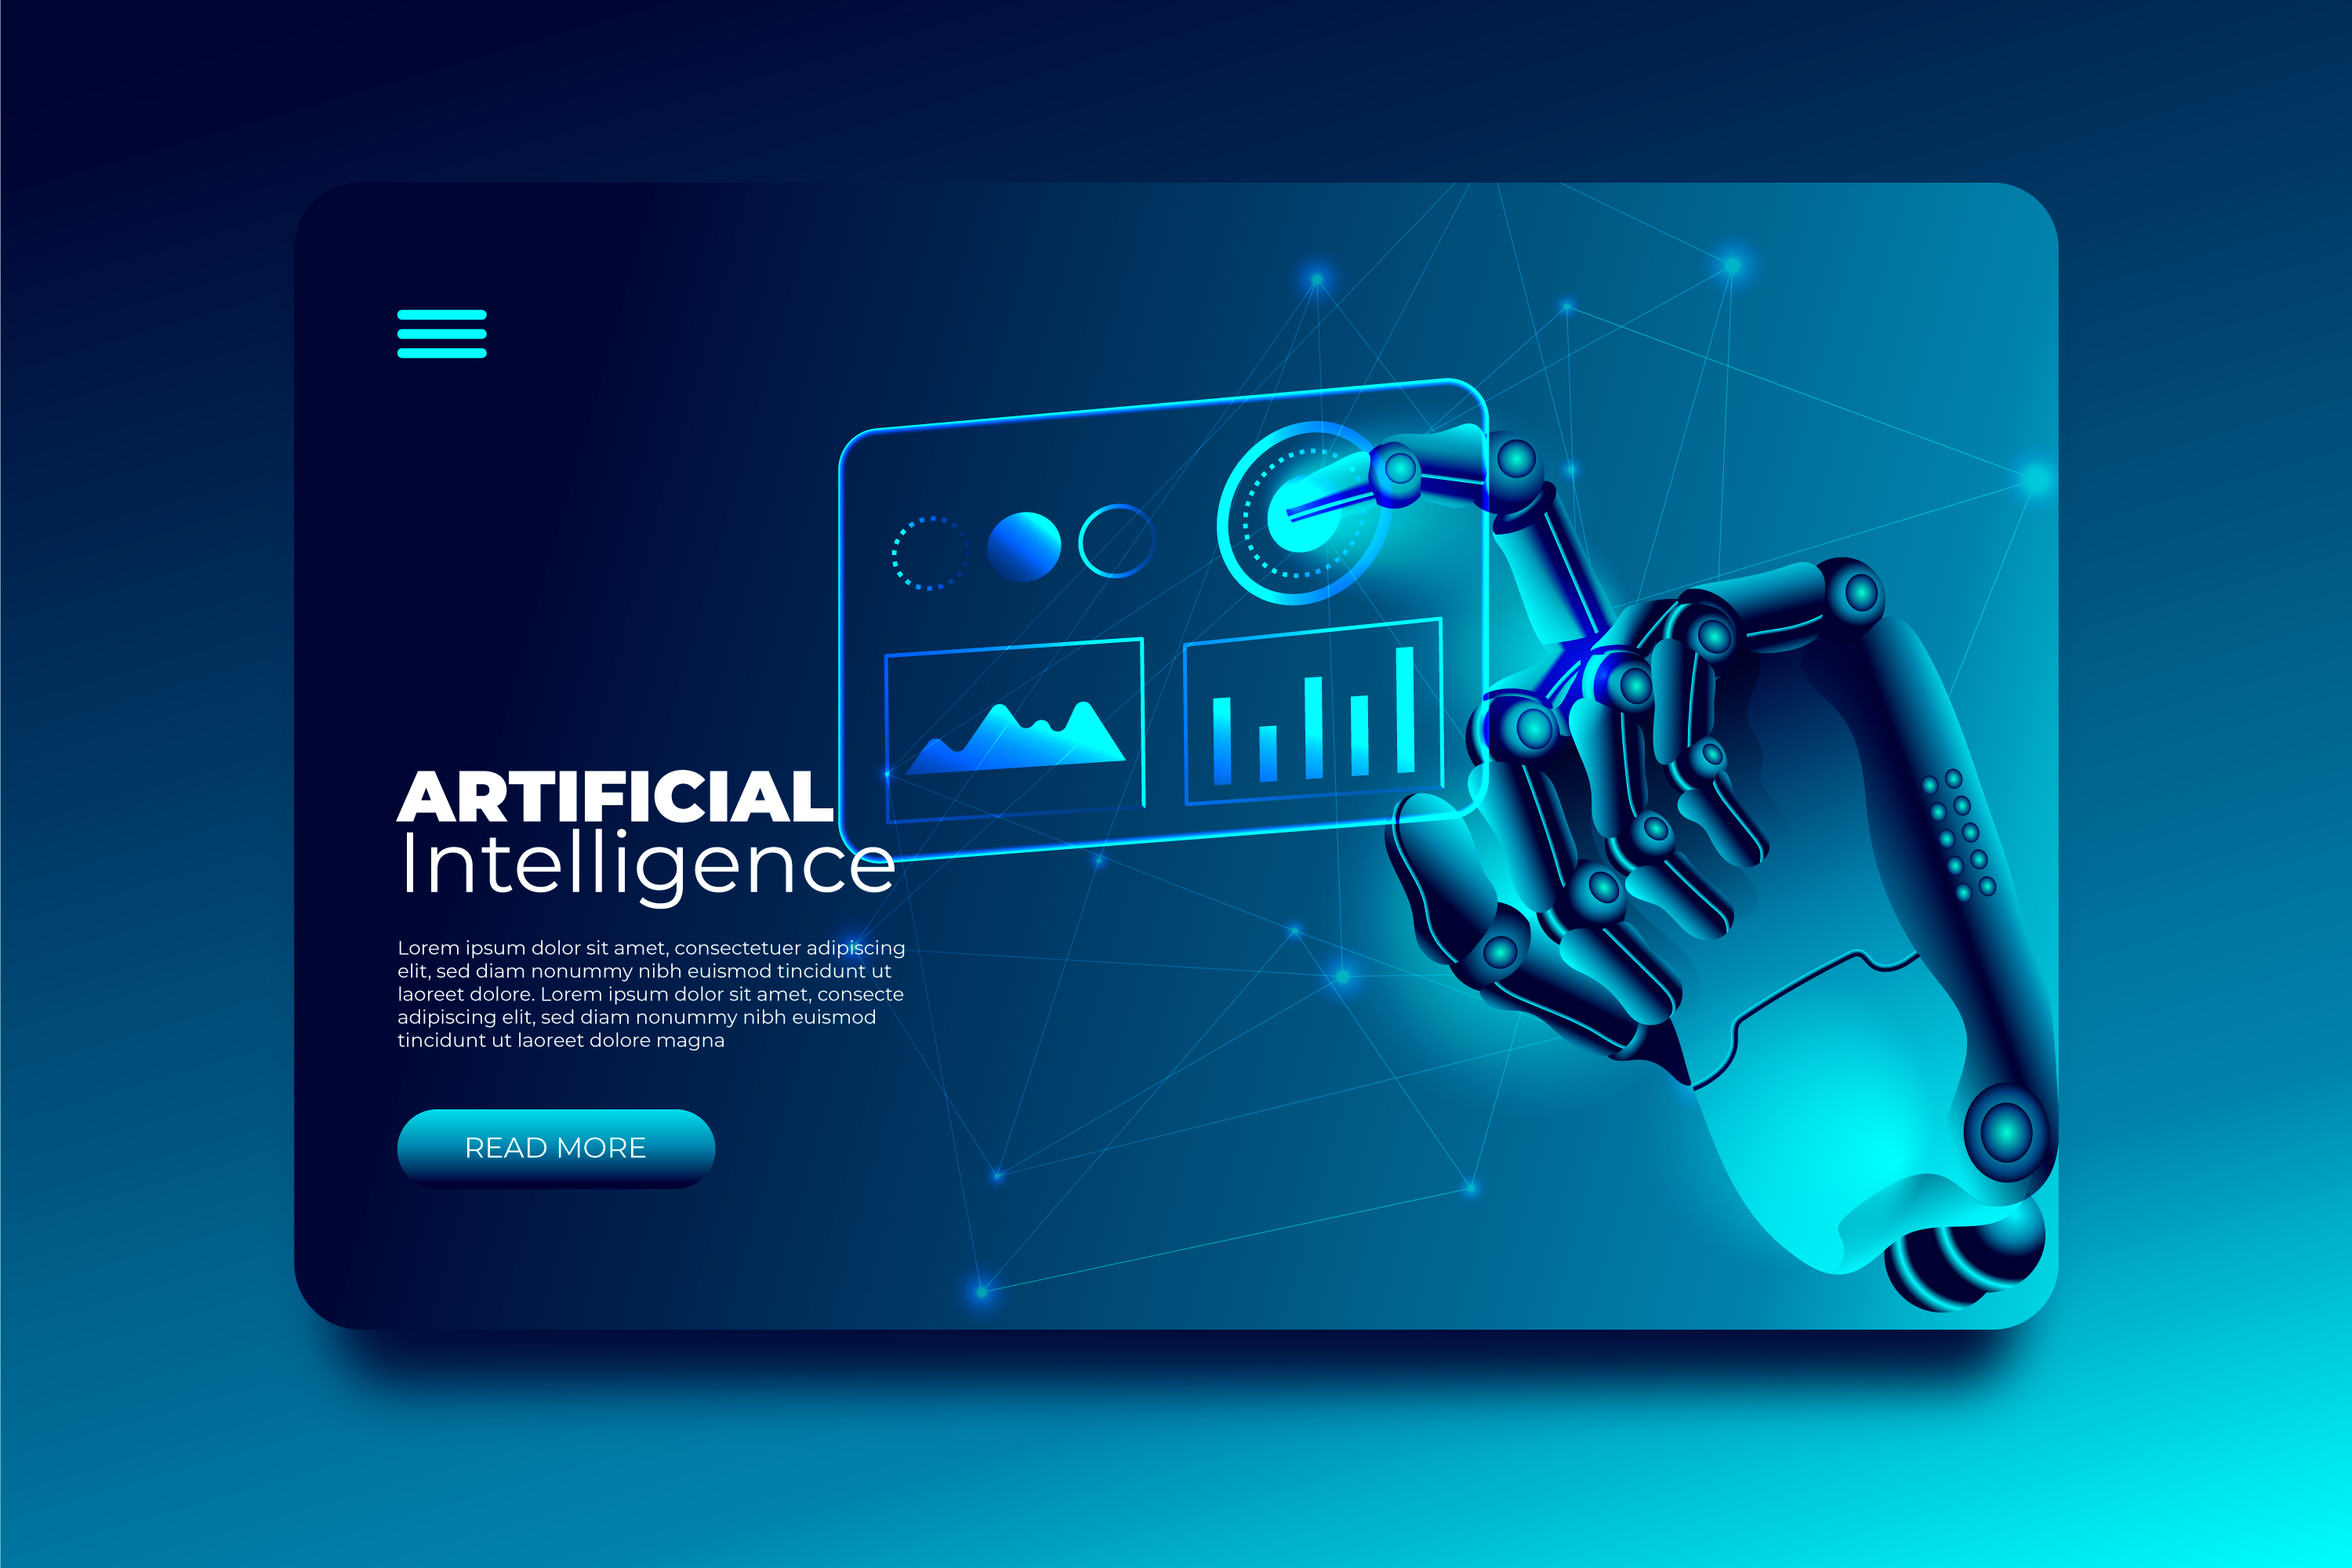 ARTIFICIAL
Intelligence
Lorem ipsum dolor sit amet, consectetuer adipiscing
elit, sed diam nonummy nibh euismod tincidunt ut
laoreet dolore. Lorem ipsum dolor sit amet, consecte
adipiscing elit, sed diam nonummy nibh euismod
tincidunt ut laoreet dolore magna
READ MORE